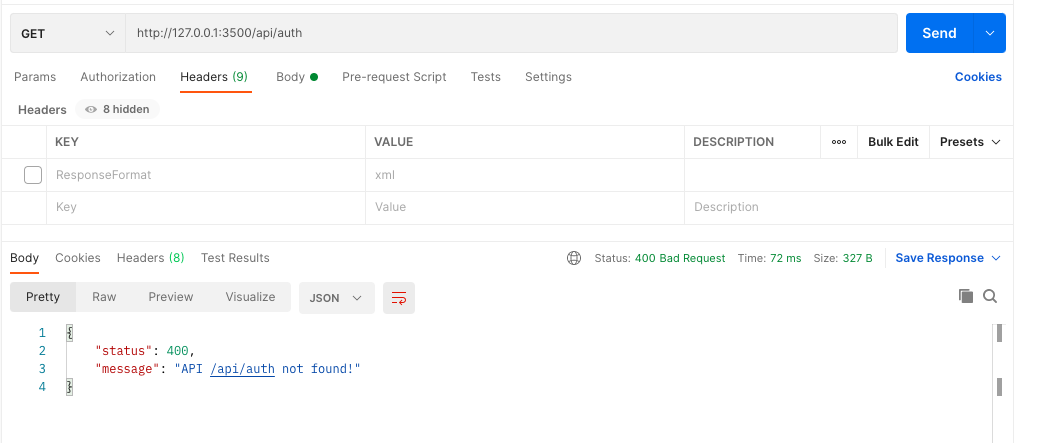 GET http://127.0.0.1:3500/api/auth Send
Params Authorization Headers (9) Body Pre-request Script Tests Settings Cookies
Headers 8 hidden
KEY VALUE DESCRIPTION Bulk Edit Presets
ResponseFormat xml
Key Value Description
Body Cookies Headers (8) Test Results Status: 400 Bad Request Time: 72 ms Size: 327 B Save Response
Pretty Raw Preview Visualize JSON
1 {
2 "status": 400,
3 "message": "API /api/auth not found!"
4 }